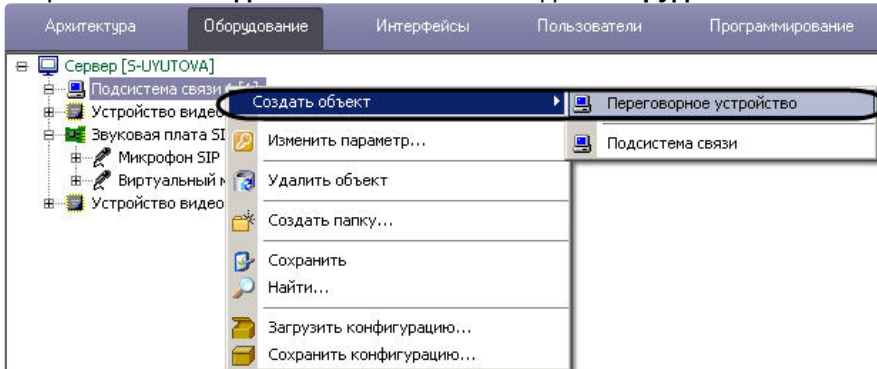 Архитектура Оборудование Интерфейсы Пользователи Программирование
Сервер [S-UYUTOVA]
Подсистема связи
Устройство видео
Звуковая плата SI
Микрофон SIP
Виртуальный
Устройство видео
Создать объект
Изменить параметр...
Удалить объект
Создать папку...
Сохранить
Найти...
Загрузить конфигурацию...
Сохранить конфигурацию...
Переговорное устройство
Подсистема связи